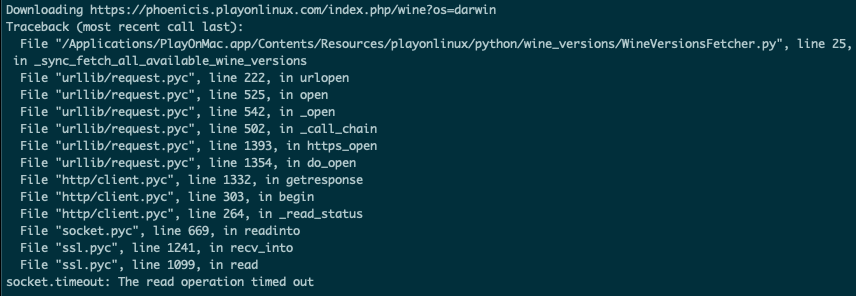 Downloading https://phoenicis.playonlinux.com/index.php/wine?os=darwin
Traceback (most recent call last):
  File "/Applications/PlayOnMac.app/Contents/Resources/playonlinux/python/wine_versions/WineVersionsFetcher.py", line 25,
 in _sync_fetch_all_available_wine_versions
  File "urllib/request.pyc", line 222, in urlopen
  File "urllib/request.pyc", line 525, in open
  File "urllib/request.pyc", line 542, in _open
  File "urllib/request.pyc", line 502, in _call_chain
  File "urllib/request.pyc", line 1393, in https_open
  File "urllib/request.pyc", line 1354, in do_open
  File "http/client.pyc", line 1332, in getresponse
  File "http/client.pyc", line 303, in begin
  File "http/client.pyc", line 264, in _read_status
  File "socket.pyc", line 669, in readinto
  File "ssl.pyc", line 1241, in recv_into
  File "ssl.pyc", line 1099, in read
socket.timeout: The read operation timed out